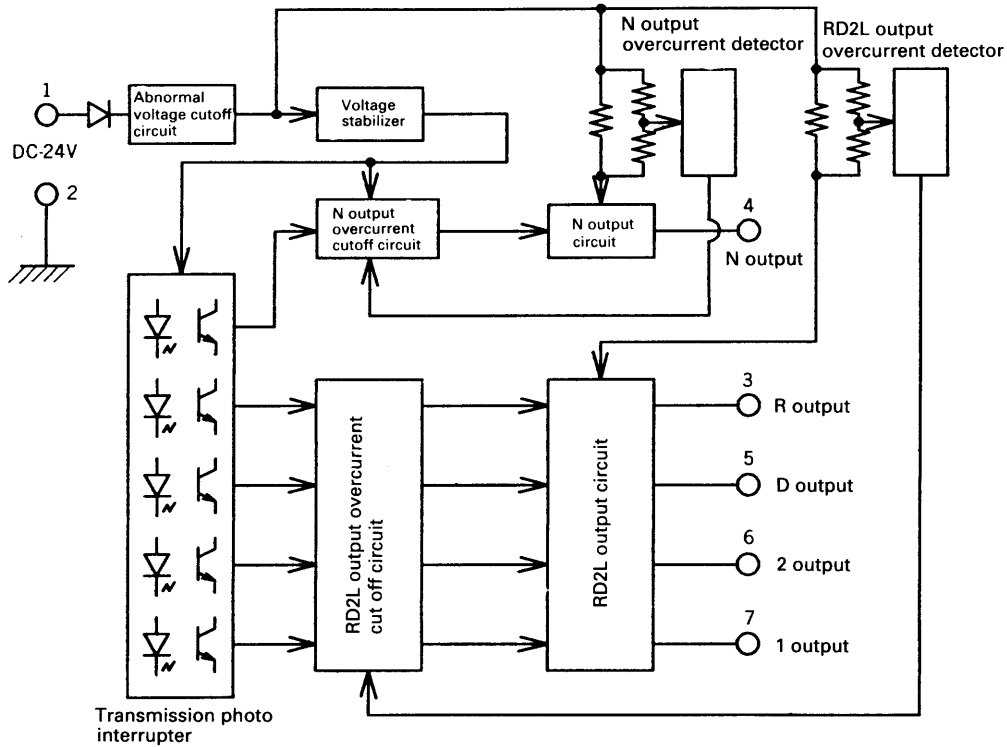 N output
overcurrent detector
RD2L output
overcurrent detector
1
Abnormal
voltage cutoff
circuit
Voltage
stabilizer
DC-24V
2
N output
overcurrent
cutoff circuit
N output
circuit
4
N output
RD2L output overcurrent
cut off circuit
RD2L output circuit
3
R output
5
D output
6
2 output
7
1 output
Transmission photo
interrupter